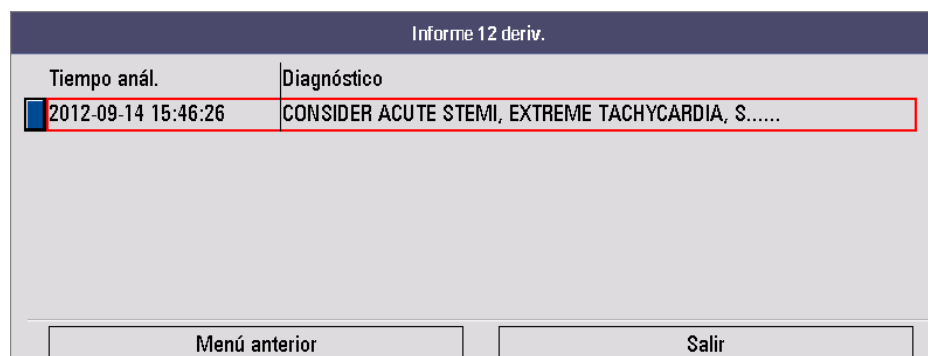 Informe 12 deriv.
Tiempo anál. Diagnóstico
2012-09-14 15:46:26 CONSIDER ACUTE STEMI, EXTREME TACHYCARDIA, S......
Menú anterior Salir